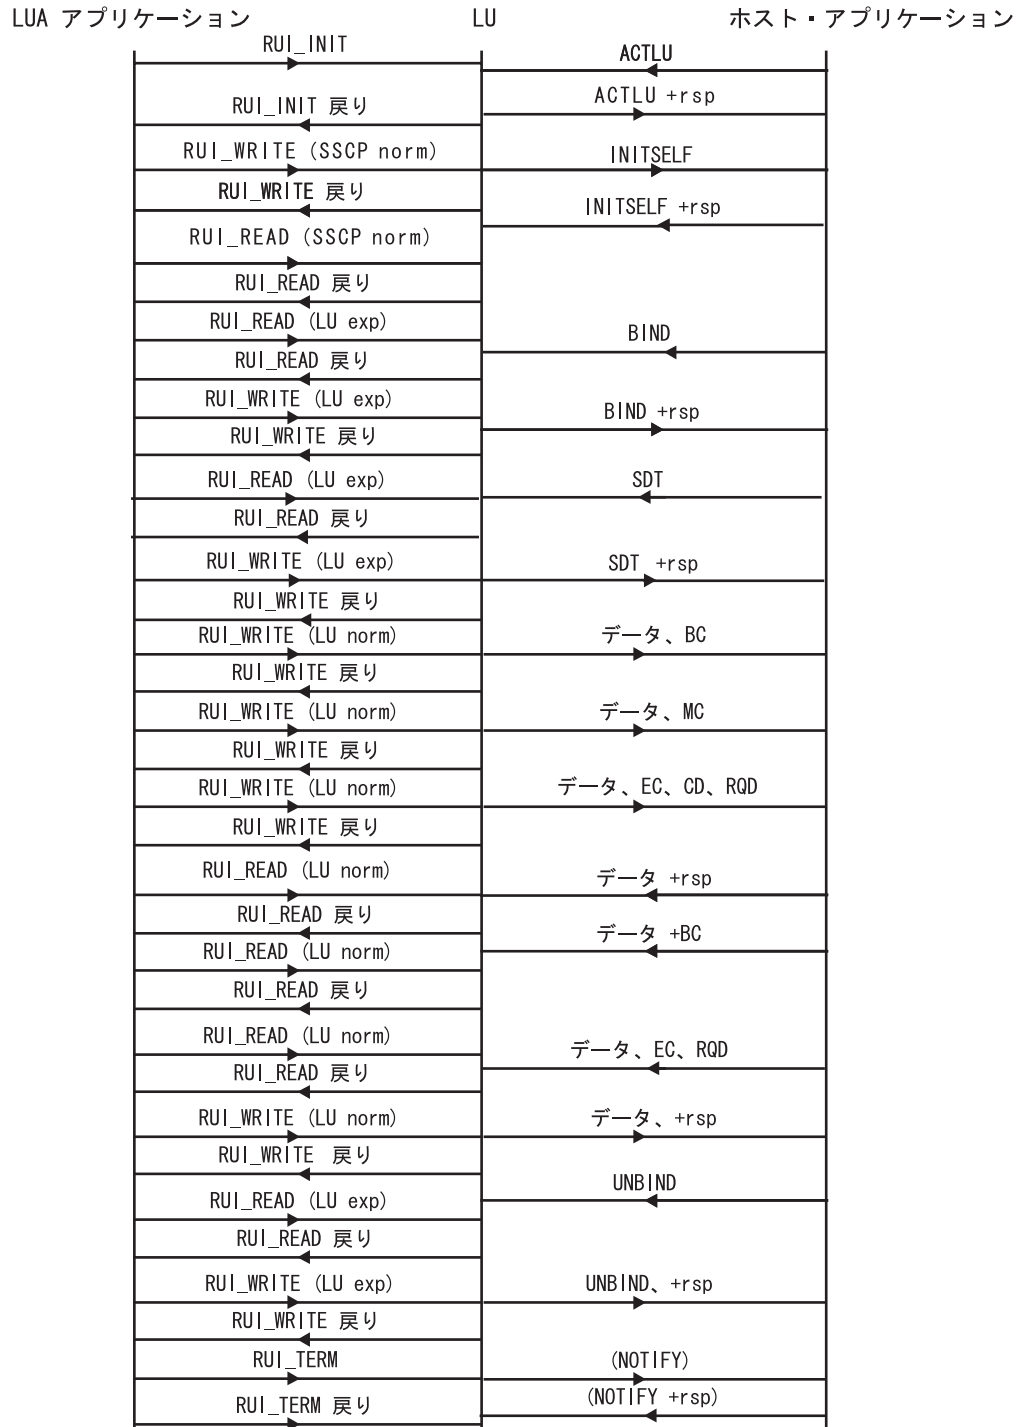 LUA アプリケーション LU ホスト・アプリケーション
RUI_INIT
ACTLU
RUI_INIT 戻り
ACTLU +rsp
RUI_WRITE (SSCP norm)
INITSELF
RUI_WRITE 戻り
INITSELF +rsp
RUI_READ (SSCP norm)
RUI_READ 戻り
RUI_READ (LU exp)
BIND
RUI_READ 戻り
RUI_WRITE (LU exp)
BIND +rsp
RUI_WRITE 戻り
RUI_READ (LU exp)
SDT
RUI_READ 戻り
RUI_WRITE (LU exp)
SDT +rsp
RUI_WRITE 戻り
RUI_WRITE (LU norm)
データ、BC
RUI_WRITE 戻り
RUI_WRITE (LU norm)
データ、MC
RUI_WRITE 戻り
RUI_WRITE (LU norm)
データ、EC、CD、RQD
RUI_WRITE 戻り
RUI_READ (LU norm)
データ +rsp
RUI_READ 戻り
データ +BC
RUI_READ (LU norm)
RUI_READ 戻り
RUI_READ (LU norm)
データ、EC、RQD
RUI_READ 戻り
RUI_WRITE (LU norm)
データ、+rsp
RUI_WRITE 戻り
UNBIND
RUI_READ (LU exp)
RUI_READ 戻り
RUI_WRITE (LU exp)
UNBIND、+rsp
RUI_WRITE 戻り
RUI_TERM
(NOTIFY)
RUI_TERM 戻り
(NOTIFY +rsp)